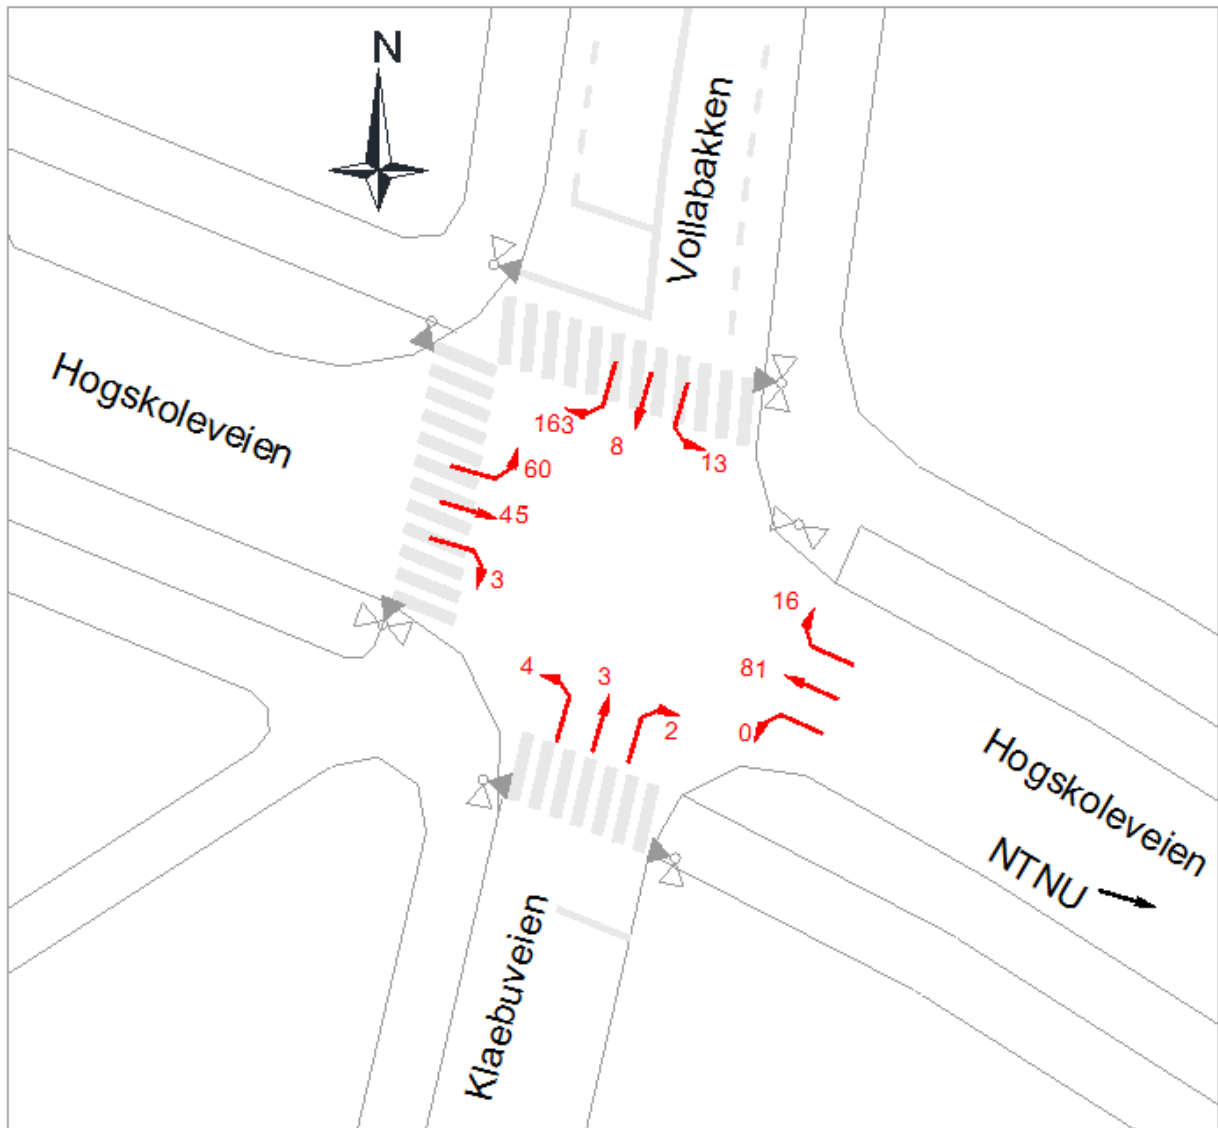 N
Vollabakken
Hogskoleveien
163
8
13
60
45
3
16
81
0
4
3
2
Hogskoleveien
NTNU
Klaebuveien